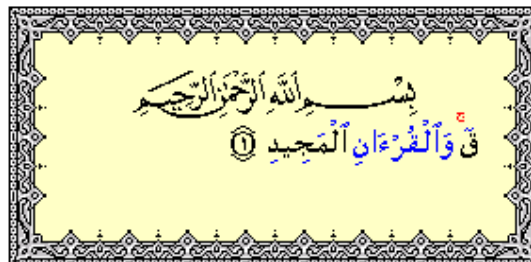 بِسْمِ ٱللَّهِ ٱلرَّحْمَٰنِ ٱلرَّحِيمِ
قٓ ۚ وَٱلْقُرْءَانِ ٱلْمَجِيدِ ١